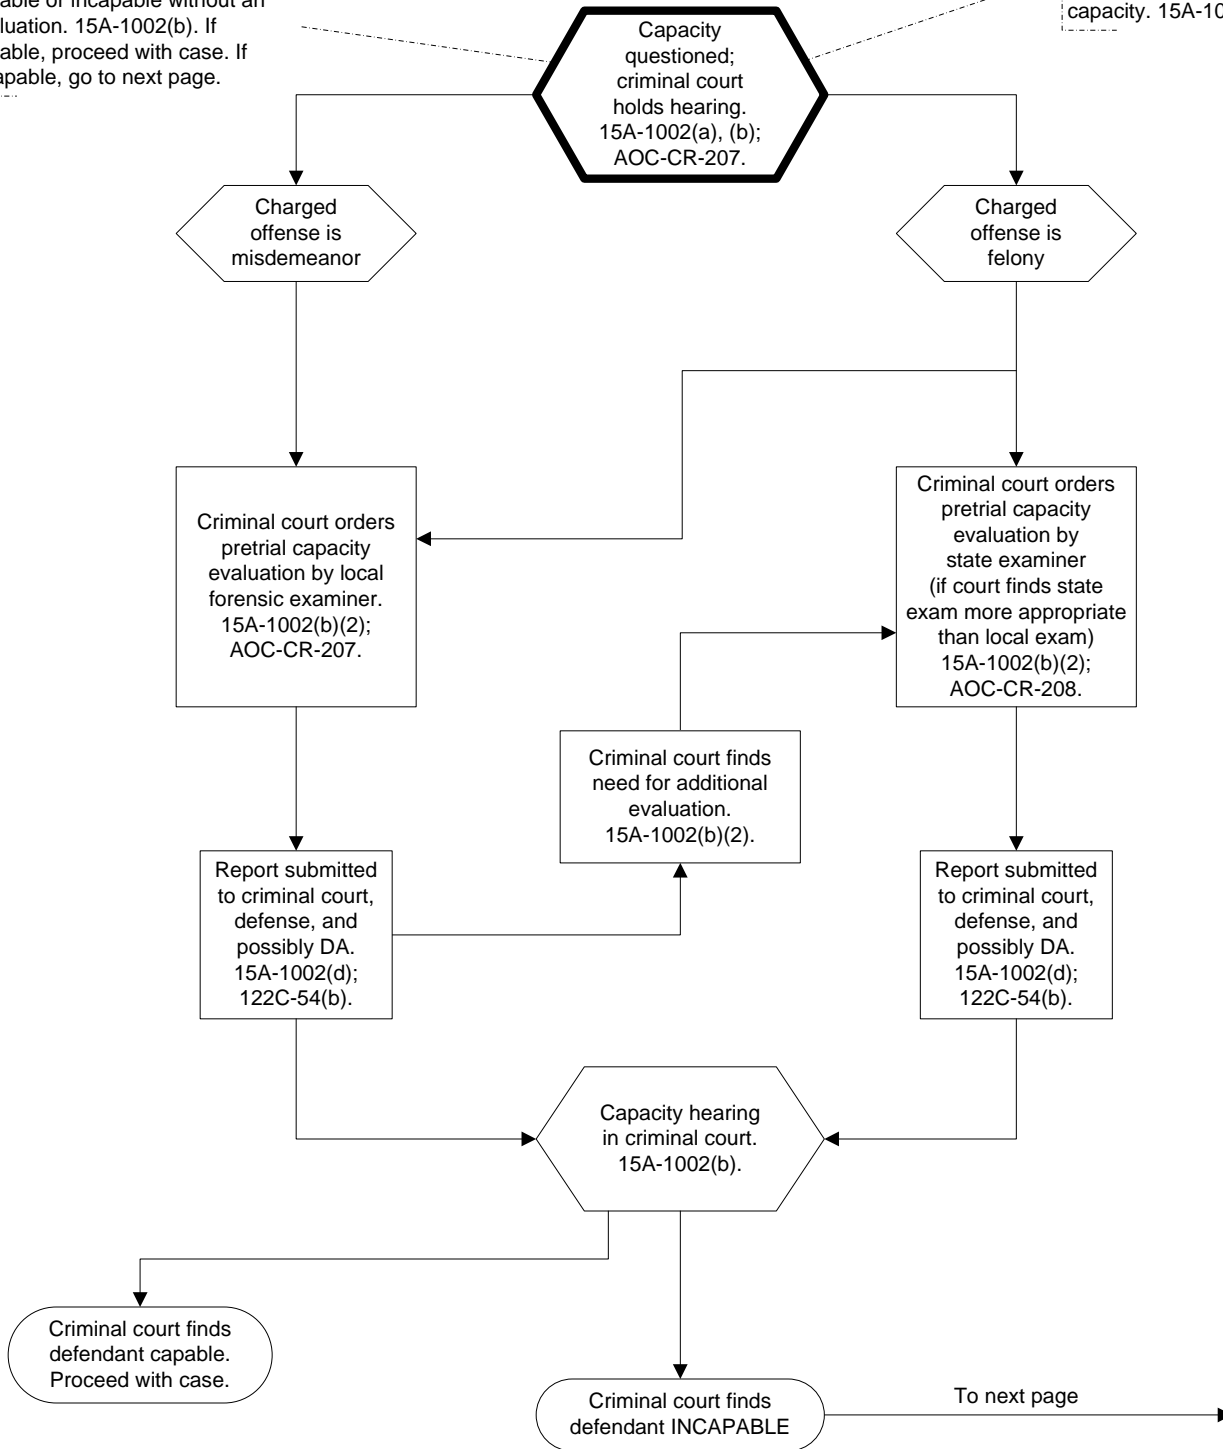 or incapable without an
15A-1002(b). If
proceed with case. If
go to next page.
capacity.
Capacity
questioned;
criminal court
holds hearing.
15A-1002(a), (b);
AOC-CR-207.
Charged
offense is
misdemeanor
Charged
offense is
felony
Criminal court orders
pretrial capacity
evaluation by local
forensic examiner.
15A-1002(b)(2);
AOC-CR-207.
Criminal court orders
pretrial capacity
evaluation by
state examiner
(if court finds state
exam more appropriate
than local exam)
15A-1002(b)(2);
AOC-CR-208.
Criminal court finds
need for additional
evaluation.
15A-1002(b)(2).
Report submitted
to criminal court,
defense, and
possibly DA.
15A-1002(d);
122C-54(b).
Report submitted
to criminal court,
defense, and
possibly DA.
15A-1002(d);
122C-54(b).
Capacity hearing
in criminal court.
15A-1002(b).
Criminal court finds
defendant capable.
Proceed with case.
Criminal court finds
defendant INCAPABLE
To next page